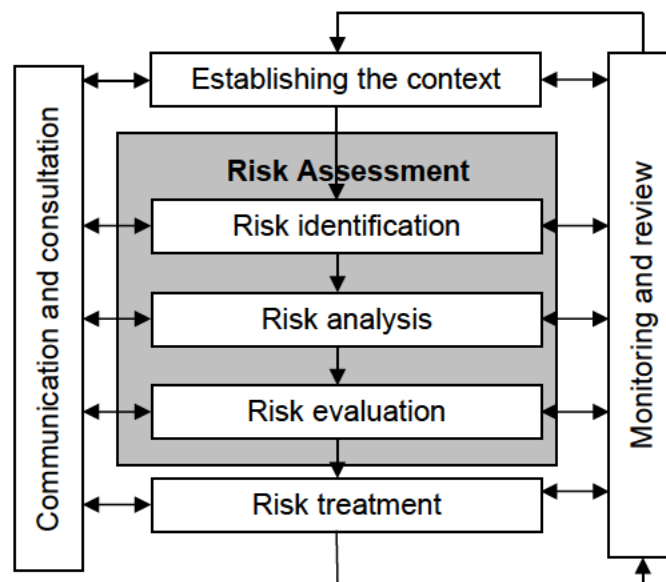 Establishing the context
Communication and consultation
Risk Assessment
Risk identification
Risk analysis
Risk evaluation
Risk treatment
Monitoring and review